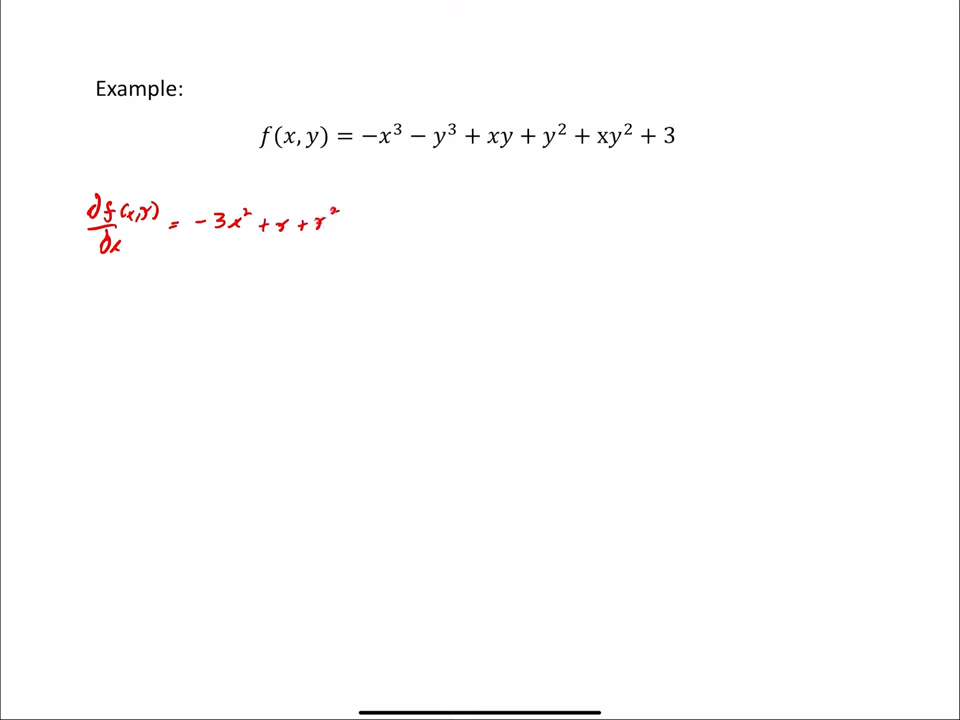 Example:
f(x, y) = −x³ − y³ + xy + y² + xy² + 3
∂f(x,y)/∂x = −3x² + y + y²